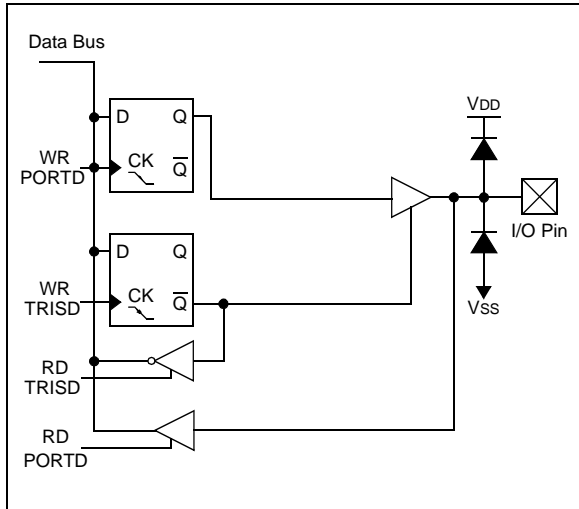 Data Bus
D Q
CK Q
WR
PORTD
D Q
CK Q
WR
TRISD
RD
TRISD
RD
PORTD
VDD
I/O Pin
VSS